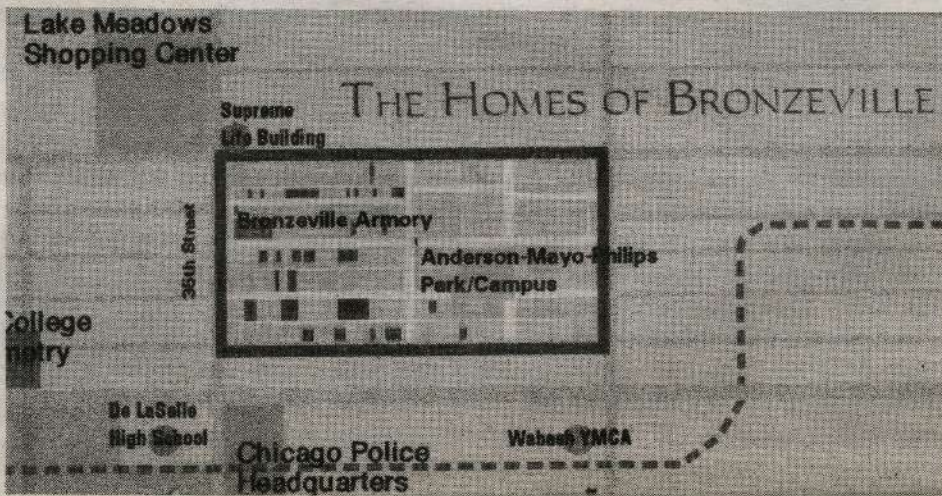 Lake Meadows
Shopping Center
THE HOMES OF BRONZEVILLE
Supreme
Life Building
35th Street
Bronzeville Armory
Anderson-Mayo-Philips
Park/Campus
College
metry
De LaSalle
High School
Chicago Police
Headquarters
Wabash YMCA